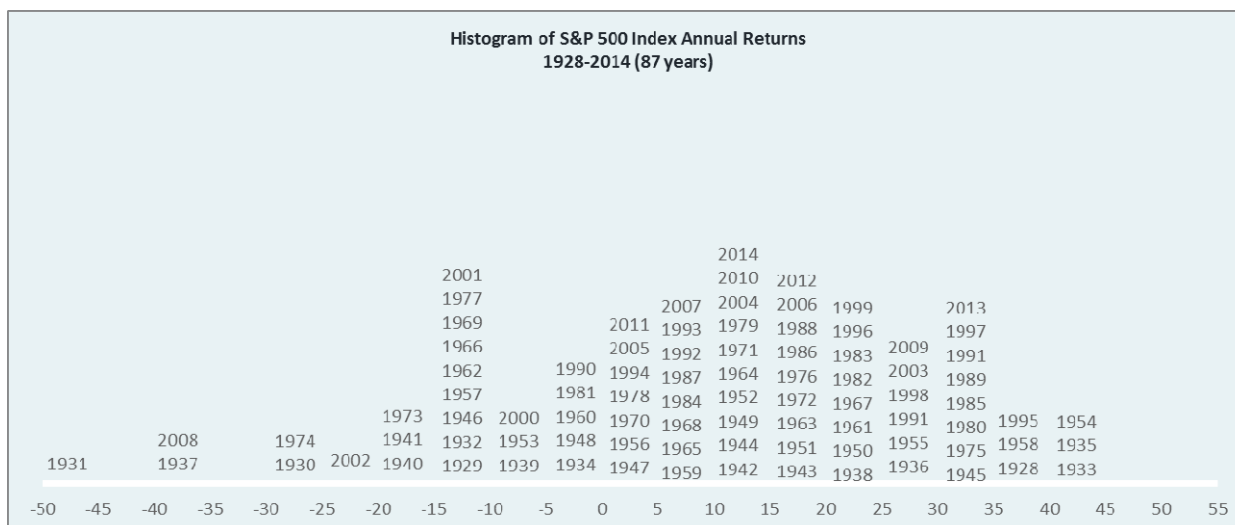 Histogram of S&P 500 Index Annual Returns
1928-2014 (87 years)
2014
2001 2010 2012
1977 2007 2004 2006 1999 2013
1969 2011 1993 1979 1988 1996 1997
1966 2005 1992 1971 1986 1983 2009 1991
1962 1990 1994 1987 1964 1976 1982 2003 1989
1957 1981 1978 1984 1952 1972 1967 1998 1985
1973 1946 2000 1960 1970 1968 1949 1963 1961 1991 1980 1995 1954
2008 1974 1941 1932 1953 1948 1956 1965 1944 1951 1950 1955 1975 1958 1935
1931 1937 1930 2002 1940 1929 1939 1934 1947 1959 1942 1943 1938 1936 1945 1928 1933
-50 -45 -40 -35 -30 -25 -20 -15 -10 -5 0 5 10 15 20 25 30 35 40 45 50 55